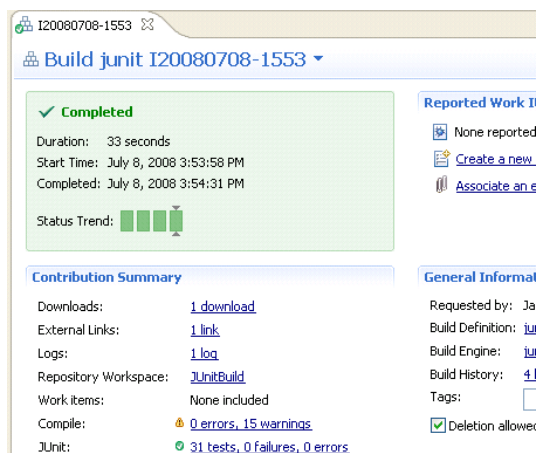 I20080708-1553
Build junit I20080708-1553
Completed
Duration: 33 seconds
Start Time: July 8, 2008 3:53:58 PM
Completed: July 8, 2008 3:54:31 PM
Status Trend:
Reported Work
None reported
Create a new
Associate an
Contribution Summary
Downloads: 1 download
External Links: 1 link
Logs: 1 log
Repository Workspace: JUnitBuild
Work items: None included
Compile: 0 errors, 15 warnings
JUnit: 31 tests, 0 failures, 0 errors
General
Requested by:
Build Definition:
Build Engine:
Build History: 4
Tags:
Deletion allowed